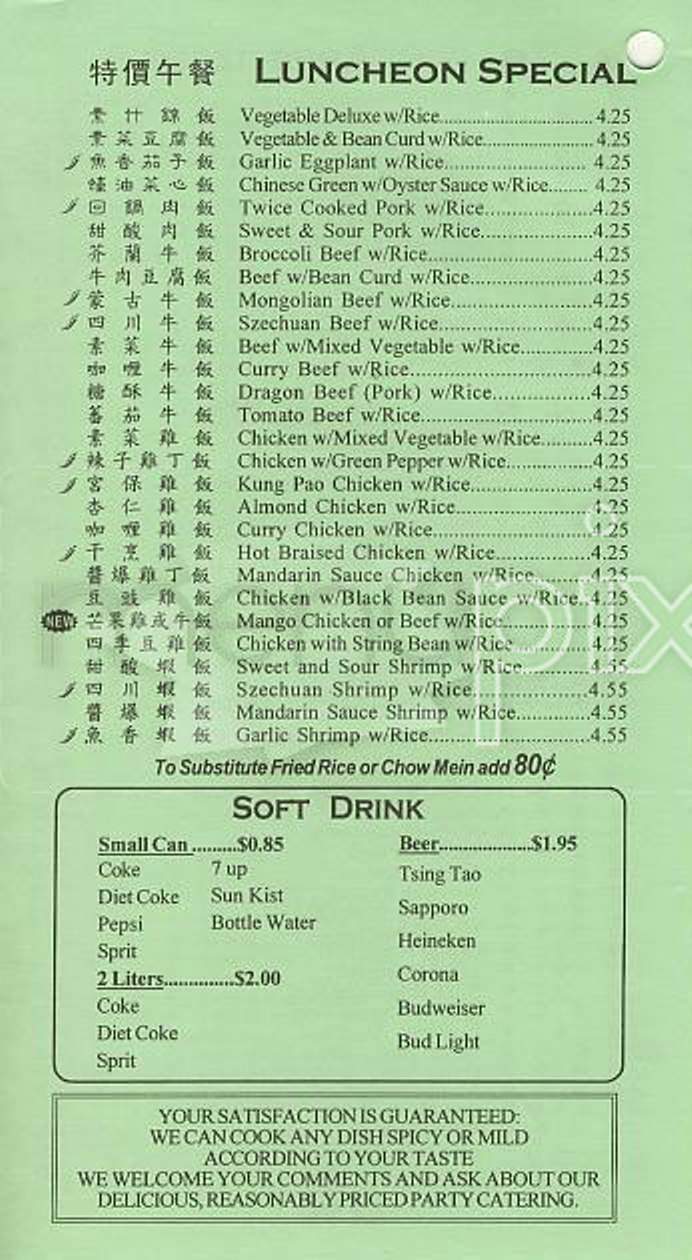 特價午餐 LUNCHEON SPECIAL
素什錦飯 Vegetable Deluxe w/Rice..............................4.25
素菜豆腐飯 Vegetable & Bean Curd w/Rice......................4.25
魚香茄子飯 Garlic Eggplant w/Rice.......................... 4.25
蠔油菜心飯 Chinese Green w/Oyster Sauce w/Rice....... 4.25
回鍋肉飯 Twice Cooked Pork w/Rice....................4.25
甜酸肉飯 Sweet & Sour Pork w/Rice....................4.25
芥蘭牛飯 Broccoli Beef w/Rice.............................4.25
牛肉豆腐飯 Beef w/Bean Curd w/Rice......................4.25
蒙古牛飯 Mongolian Beef w/Rice.........................4.25
四川牛飯 Szechuan Beef w/Rice...........................4.25
素菜牛飯 Beef w/Mixed Vegetable w/Rice.............4.25
咖喱牛飯 Curry Beef w/Rice................................4.25
糖酥牛飯 Dragon Beef (Pork) w/Rice..................4.25
蕃茄牛飯 Tomato Beef w/Rice..............................4.25
素菜雞飯 Chicken w/Mixed Vegetable w/Rice..........4.25
辣子雞丁飯 Chicken w/Green Pepper w/Rice...............4.25
宮保雞飯 Kung Pao Chicken w/Rice......................4.25
杏仁雞飯 Almond Chicken w/Rice.........................4.25
咖喱雞飯 Curry Chicken w/Rice............................4.25
干烹雞飯 Hot Braised Chicken w/Rice.................4.25
醬爆雞丁飯 Mandarin Sauce Chicken w/Rice..........4.25
豆豉雞飯 Chicken w/Black Bean Sauce w/Rice..4.25
NEW 芒果雞或牛飯 Mango Chicken or Beef w/Rice................4.25
四季豆雞飯 Chicken with String Bean w/Rice..............4.25
甜酸蝦飯 Sweet and Sour Shrimp w/Rice.............4.55
四川蝦飯 Szechuan Shrimp w/Rice......................4.55
醬爆蝦飯 Mandarin Sauce Shrimp w/Rice.............4.55
魚香蝦飯 Garlic Shrimp w/Rice.............................4.55
To Substitute Fried Rice or Chow Mein add 80¢
SOFT DRINK
Small Can .........$0.85
Coke 7 up
Diet Coke Sun Kist
Pepsi Bottle Water
Sprit
2 Liters..............$2.00
Coke
Diet Coke
Sprit
Beer....................$1.95
Tsing Tao
Sapporo
Heineken
Corona
Budweiser
Bud Light
YOUR SATISFACTION IS GUARANTEED:
WE CAN COOK ANY DISH SPICY OR MILD
ACCORDING TO YOUR TASTE
WE WELCOME YOUR COMMENTS AND ASK ABOUT OUR
DELICIOUS, REASONABLY PRICED PARTY CATERING.